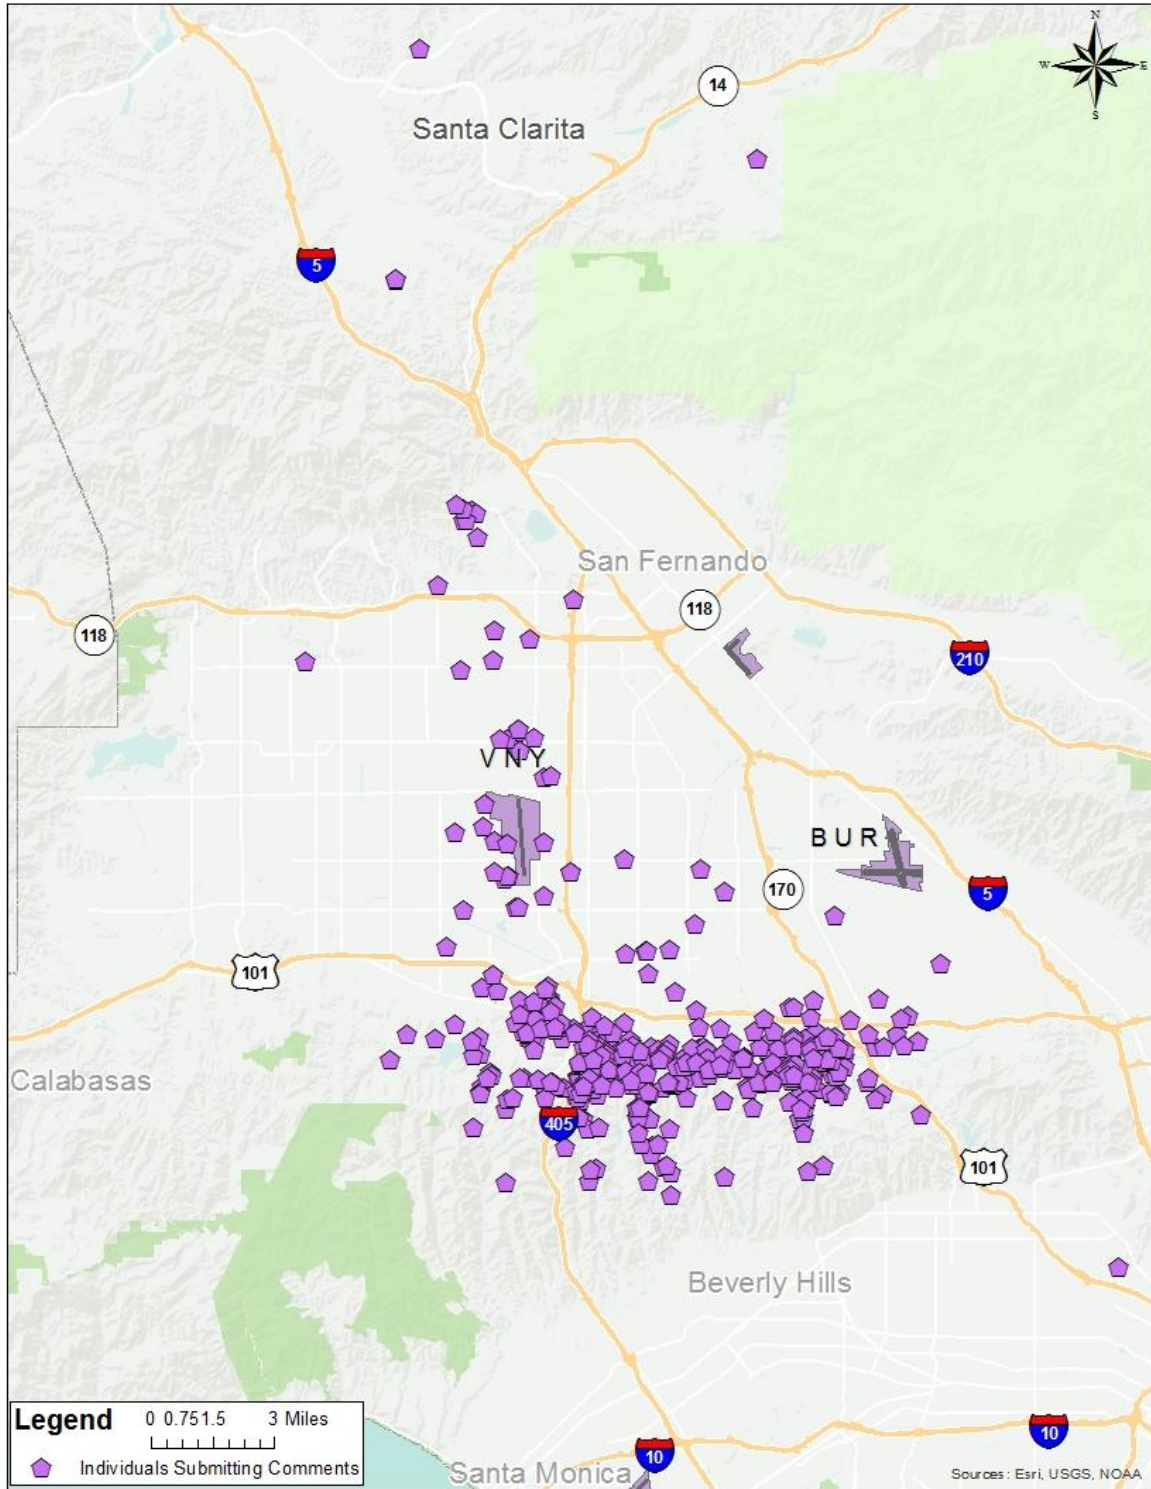 N
W E
S
14
Santa Clarita
5
San Fernando
118
118
210
VNY
BUR
170
5
101
Calabasas
405
101
Beverly Hills
Legend 0 0.75 1.5 3 Miles
Individuals Submitting Comments
10
10
Santa Monica
Sources: Esri, USGS, NOAA